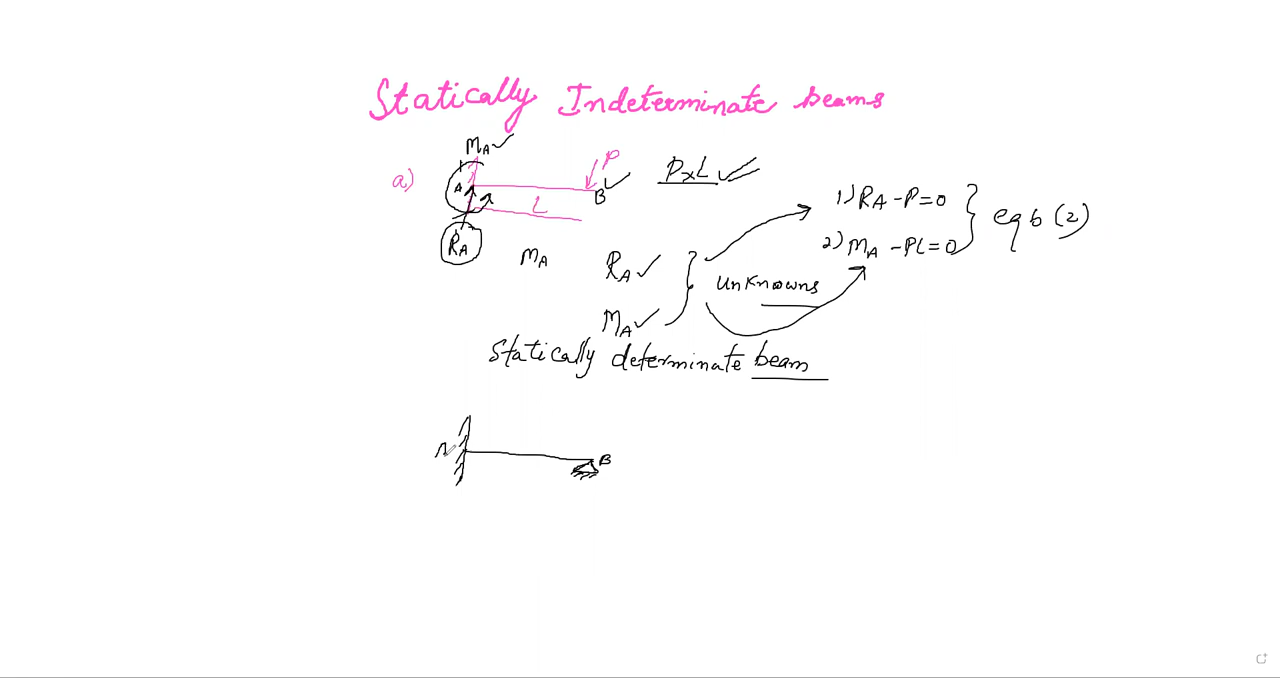 Statically Indeterminate beams
MA
a)
A
P
B
L
PxL
RA
MA
RA
MA
unknowns
1) RA - P = 0
2) MA - PL = 0
(2)
Statically determinate beam
B